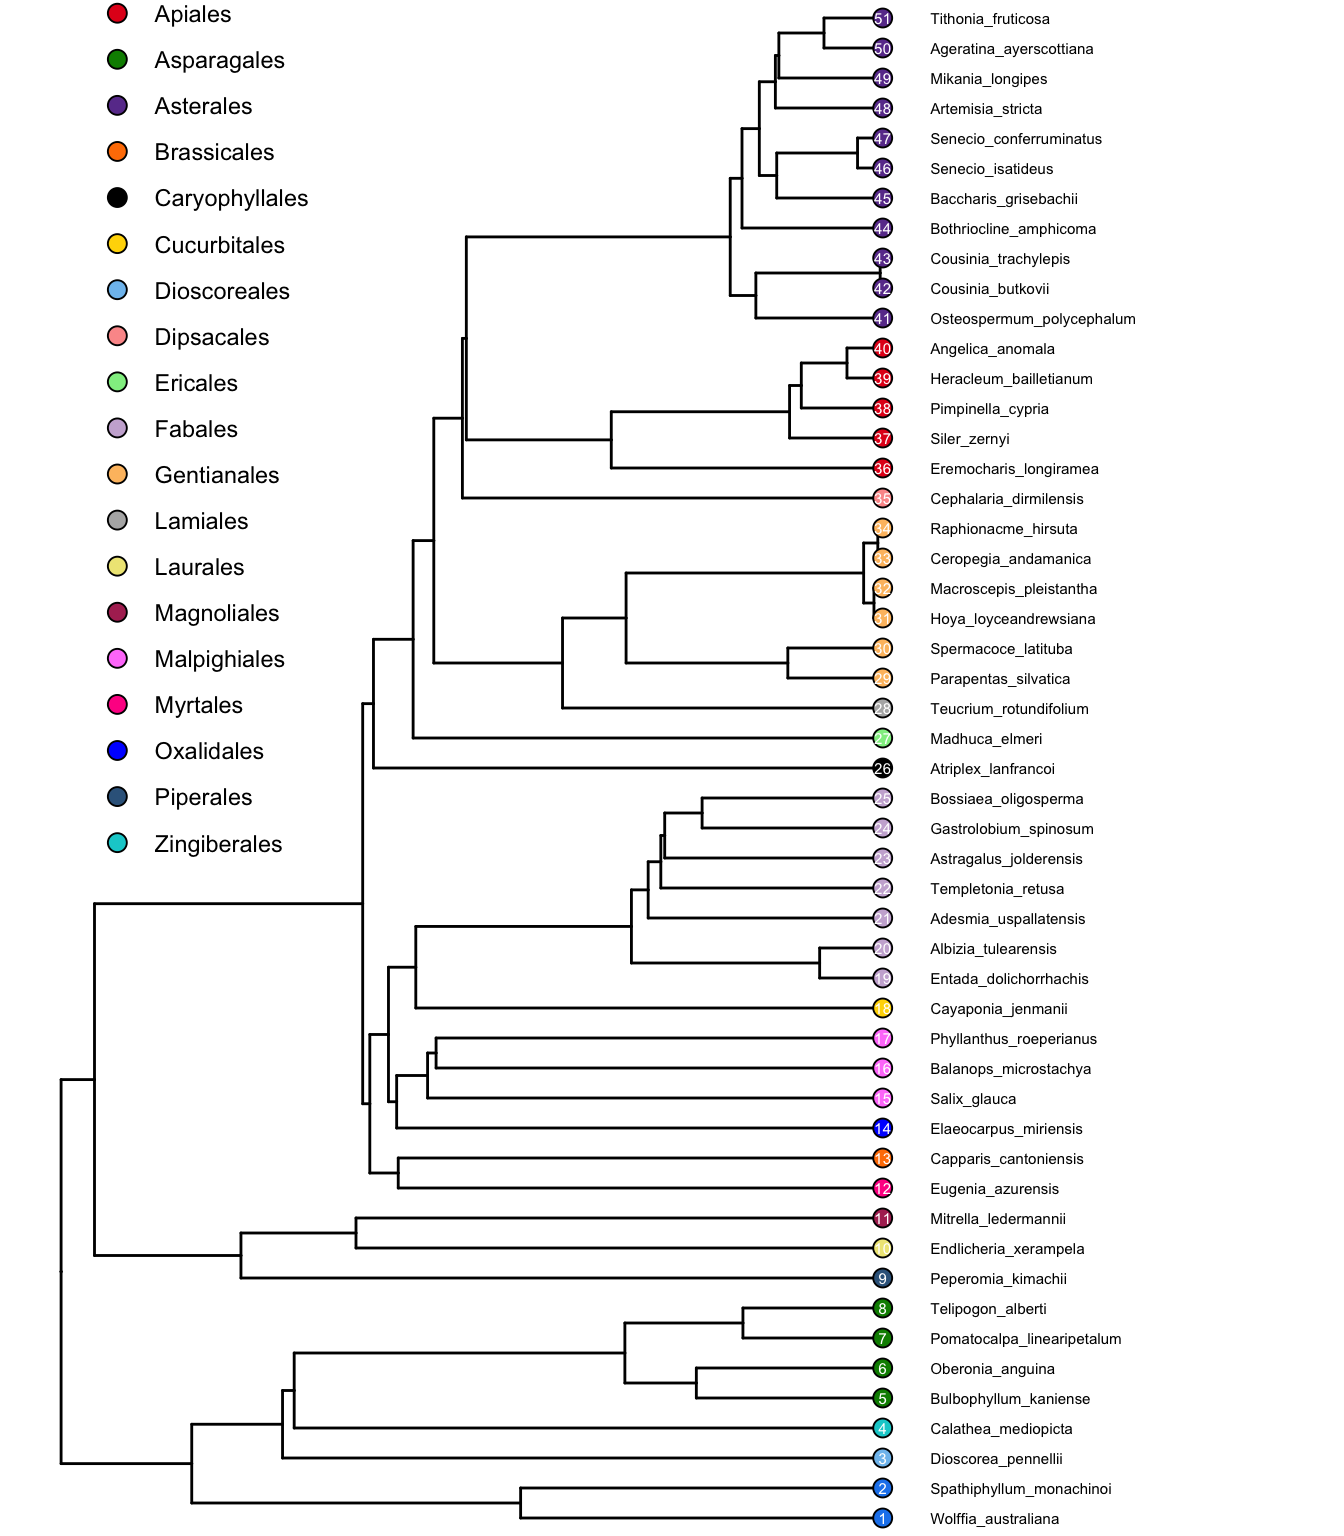 Apiales
Asparagales
Asterales
Brassicales
Caryophyllales
Cucurbitales
Dioscoreales
Dipsacales
Ericales
Fabales
Gentianales
Lamiales
Laurales
Magnoliales
Malpighiales
Myrtales
Oxalidales
Piperales
Zingiberales
51 Tithonia_fruticosa
50 Ageratina_ayerscottiana
49 Mikania_longipes
48 Artemisia_stricta
47 Senecio_conferruminatus
46 Senecio_isatideus
45 Baccharis_grisebachii
44 Bothriocline_amphicoma
43 Cousinia_trachylepis
42 Cousinia_butkovii
41 Osteospermum_polycephalum
40 Angelica_anomala
39 Heracleum_bailletianum
38 Pimpinella_cypria
37 Siler_zernyi
36 Eremocharis_longiramea
35 Cephalaria_dirmilensis
34 Raphionacme_hirsuta
33 Ceropegia_andamanica
32 Macroscepis_pleistantha
31 Hoya_loyceandrewsiana
30 Spermacoce_latituba
29 Parapentas_silvatica
28 Teucrium_rotundifolium
27 Madhuca_elmeri
26 Atriplex_lanfrancoi
25 Bossiaea_oligosperma
24 Gastrolobium_spinosum
23 Astragalus_jolderensis
22 Templetonia_retusa
21 Adesmia_uspallatensis
20 Albizia_tulearensis
19 Entada_dolichorrhachis
18 Cayaponia_jenmanii
17 Phyllanthus_roeperianus
16 Balanops_microstachya
15 Salix_glauca
14 Elaeocarpus_miriensis
13 Capparis_cantoniensis
12 Eugenia_azurensis
11 Mitrella_ledermannii
10 Endlicheria_xerampela
9 Peperomia_kimachii
8 Telipogon_alberti
7 Pomatocalpa_linearipetalum
6 Oberonia_anguina
5 Bulbophyllum_kaniense
4 Calathea_mediopicta
3 Dioscorea_pennellii
2 Spathiphyllum_monachinoi
1 Wolffia_australiana